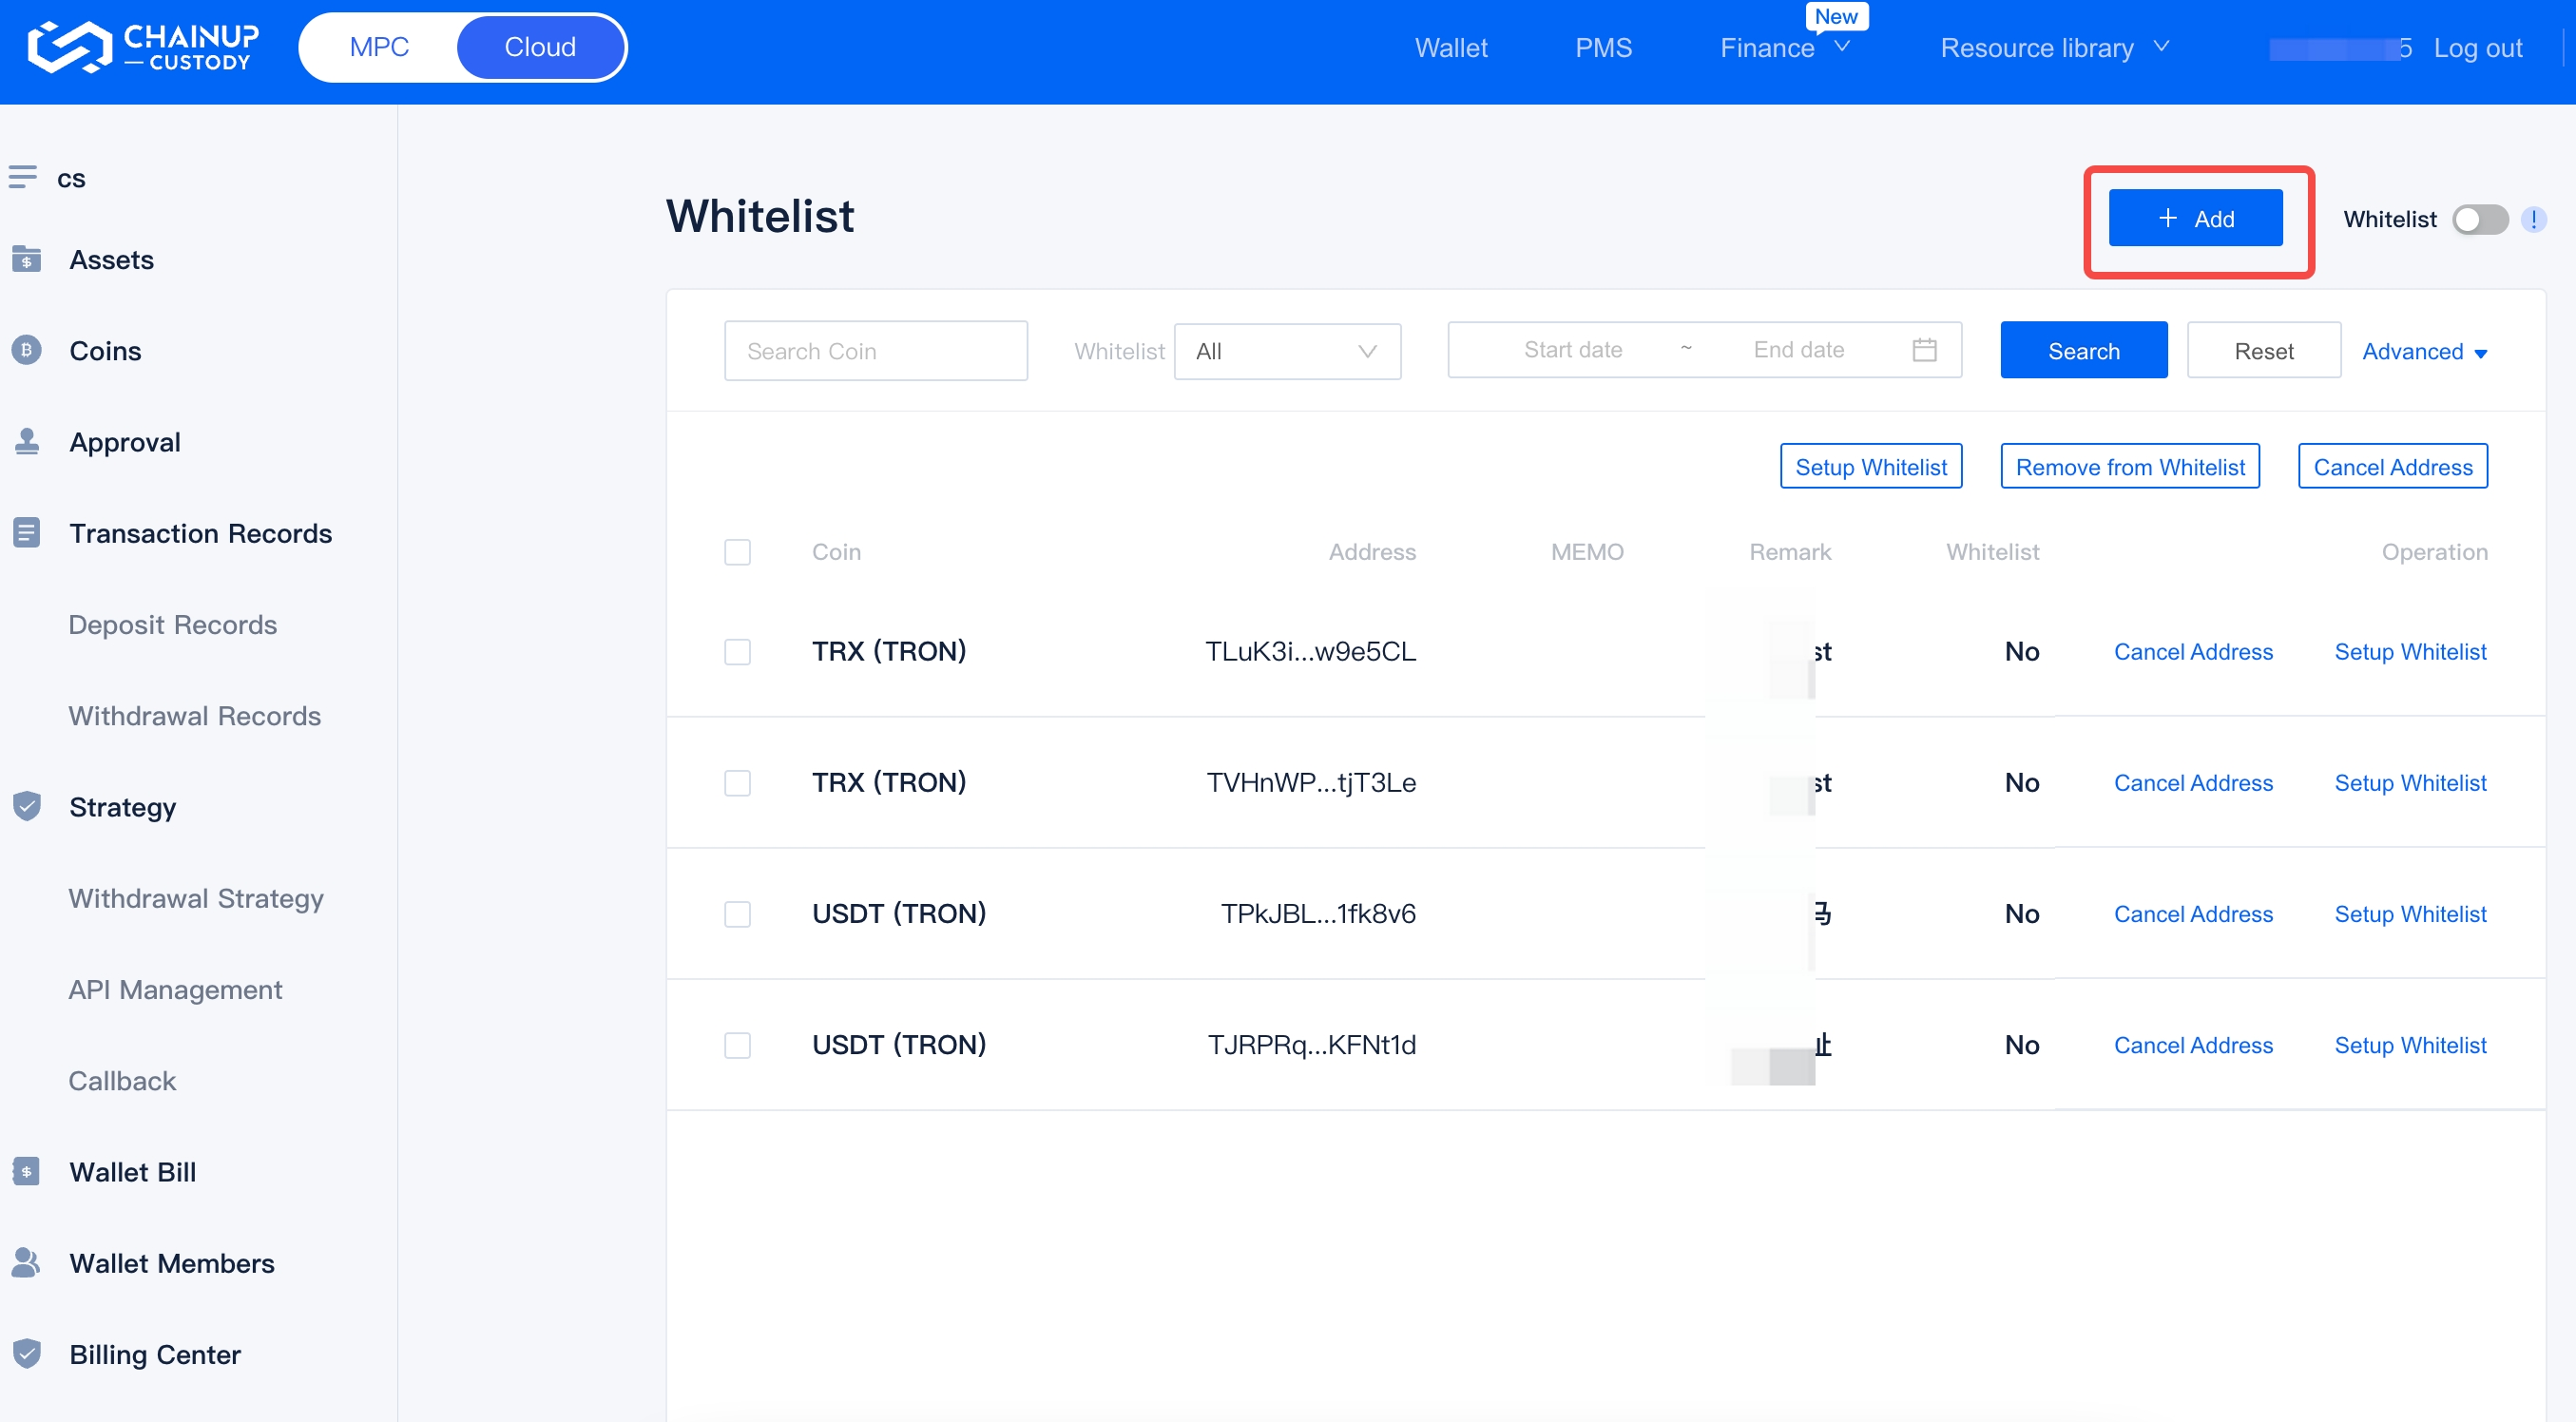 CHAINUP
CUSTODY
MPC
Cloud
Wallet
PMS
Finance
New
Resource library
5
Log out
cs
Assets
Coins
Approval
Transaction Records
Deposit Records
Withdrawal Records
Strategy
Withdrawal Strategy
API Management
Callback
Wallet Bill
Wallet Members
Billing Center
Whitelist
+ Add
Whitelist
Search Coin
Whitelist
All
Start date ~ End date
Search
Reset
Advanced
Setup Whitelist
Remove from Whitelist
Cancel Address
Coin Address MEMO Remark Whitelist Operation
TRX (TRON) TLuK3i...w9e5CL st No Cancel Address Setup Whitelist
TRX (TRON) TVHnWP...tjT3Le st No Cancel Address Setup Whitelist
USDT (TRON) TPkJBL...1fk8v6 No Cancel Address Setup Whitelist
USDT (TRON) TJRPRq...KFNt1d No Cancel Address Setup Whitelist